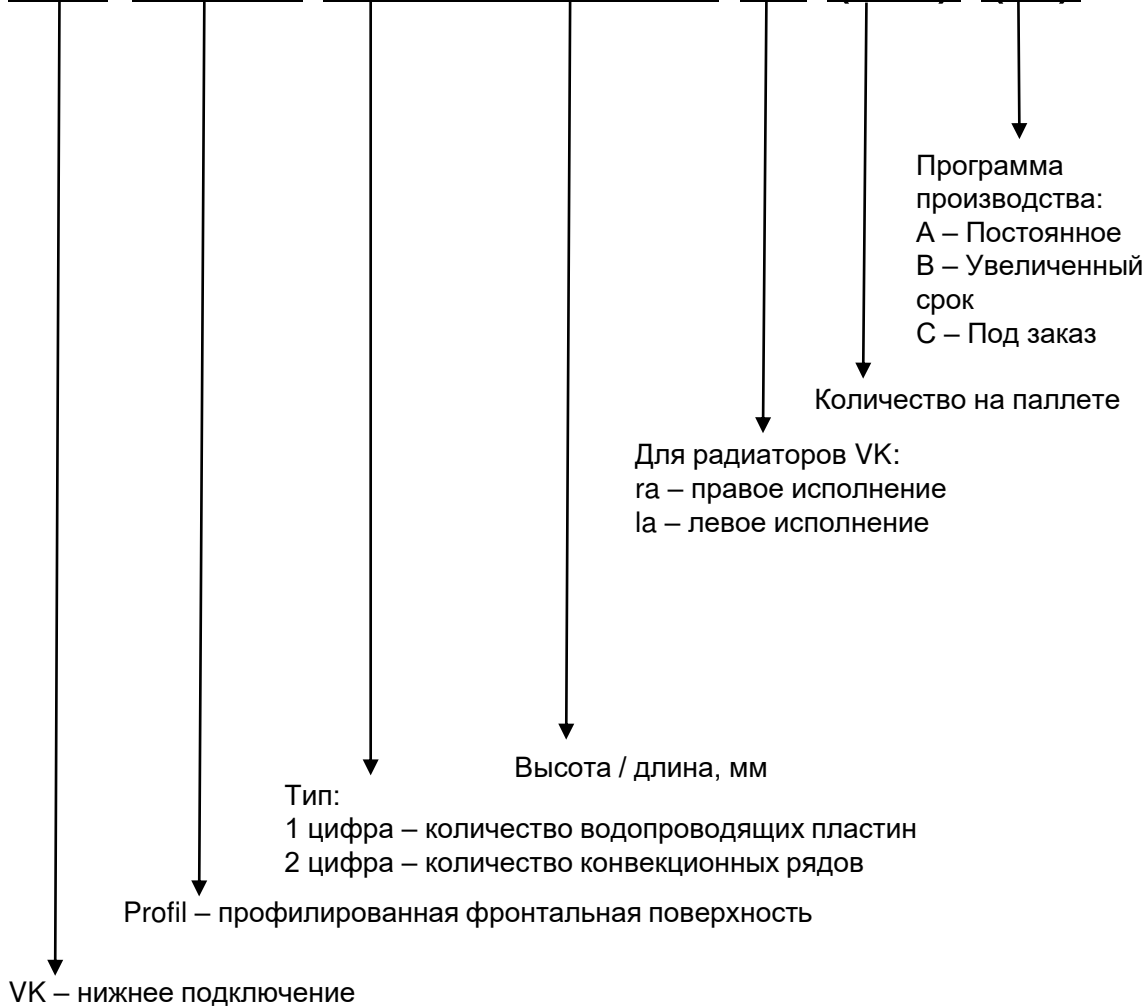 Программа
производства:
А – Постоянное
В – Увеличенный
срок
С – Под заказ
Количество на паллете
Для радиаторов VK:
ra – правое исполнение
la – левое исполнение
Высота / длина, мм
Тип:
1 цифра – количество водопроводящих пластин
2 цифра – количество конвекционных рядов
Profil – профилированная фронтальная поверхность
VK – нижнее подключение